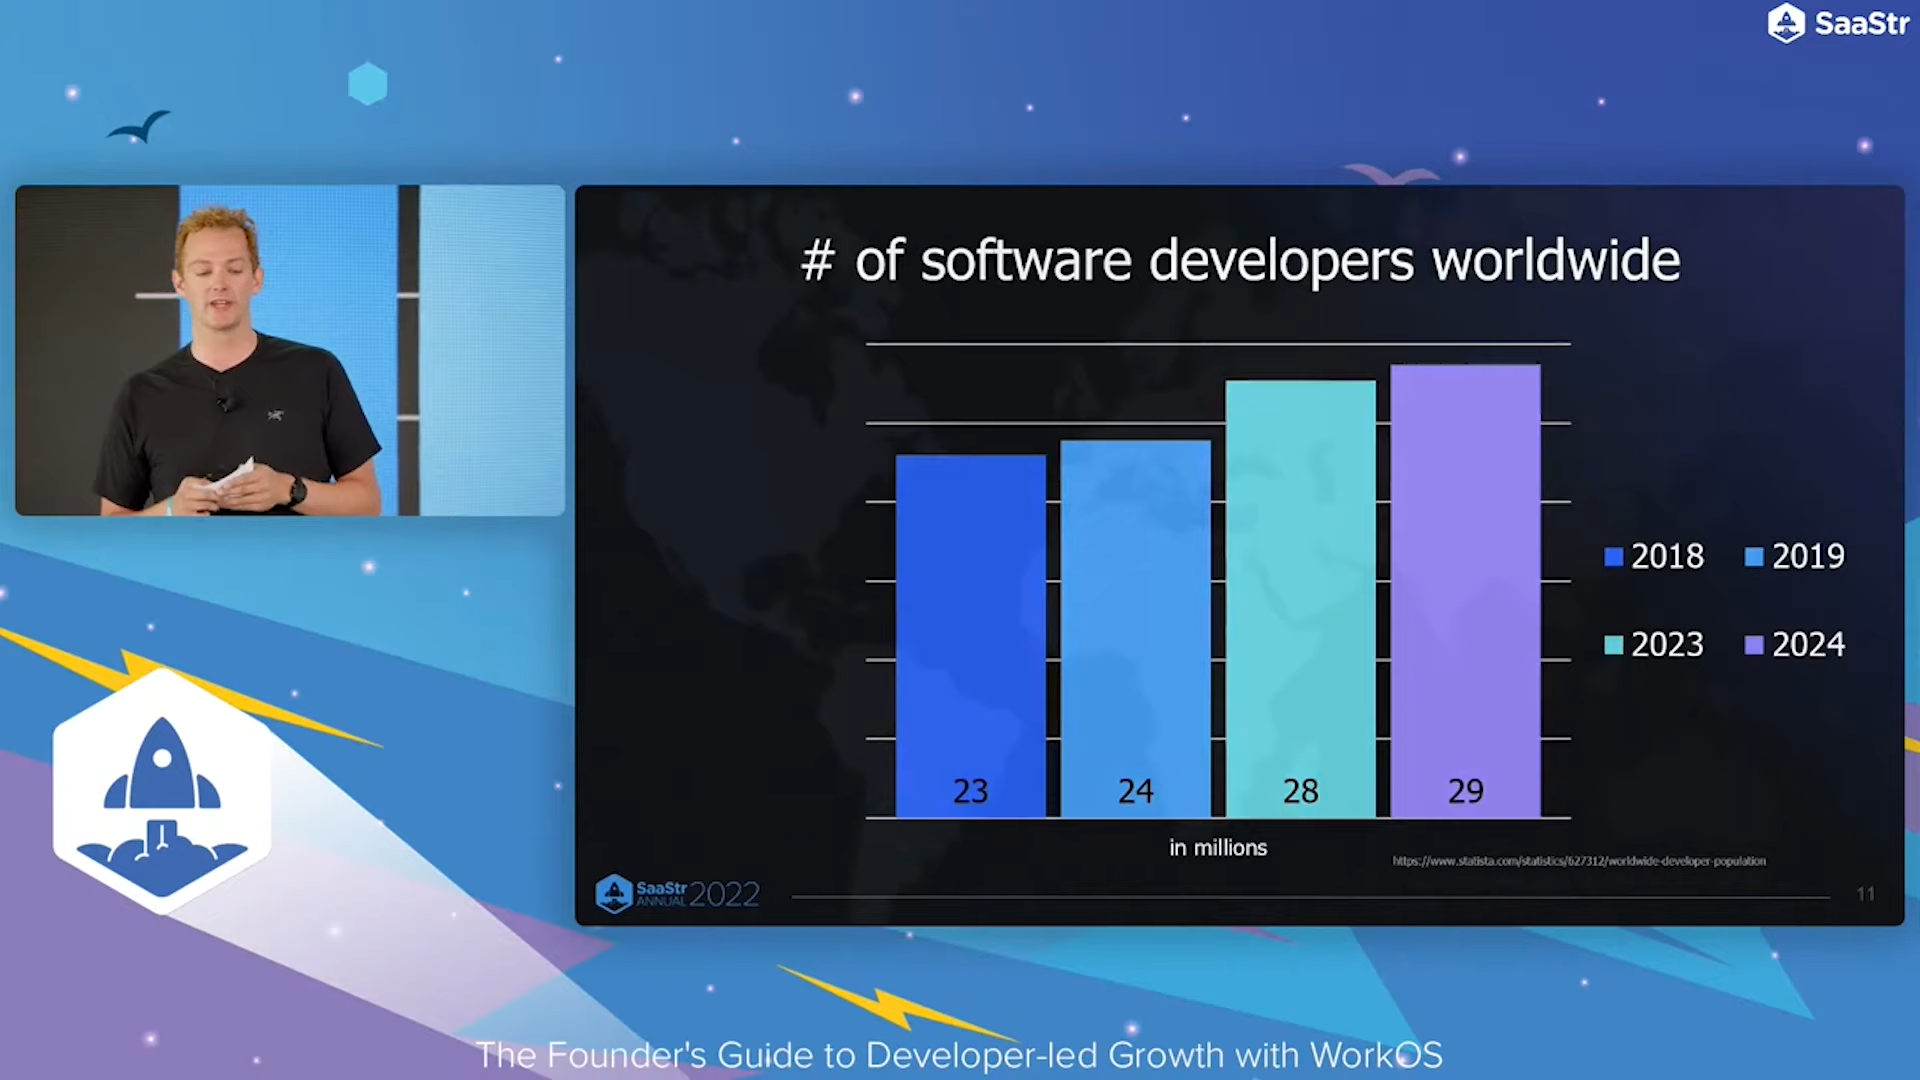 SaaStr
# of software developers worldwide
2018 2019
2023 2024
23 24 28 29
in millions
https://www.statista.com/statistics/627312/worldwide-developer-population
SaaStr
ANNUAL 2022
11
The Founder's Guide to Developer-led Growth with WorkOS